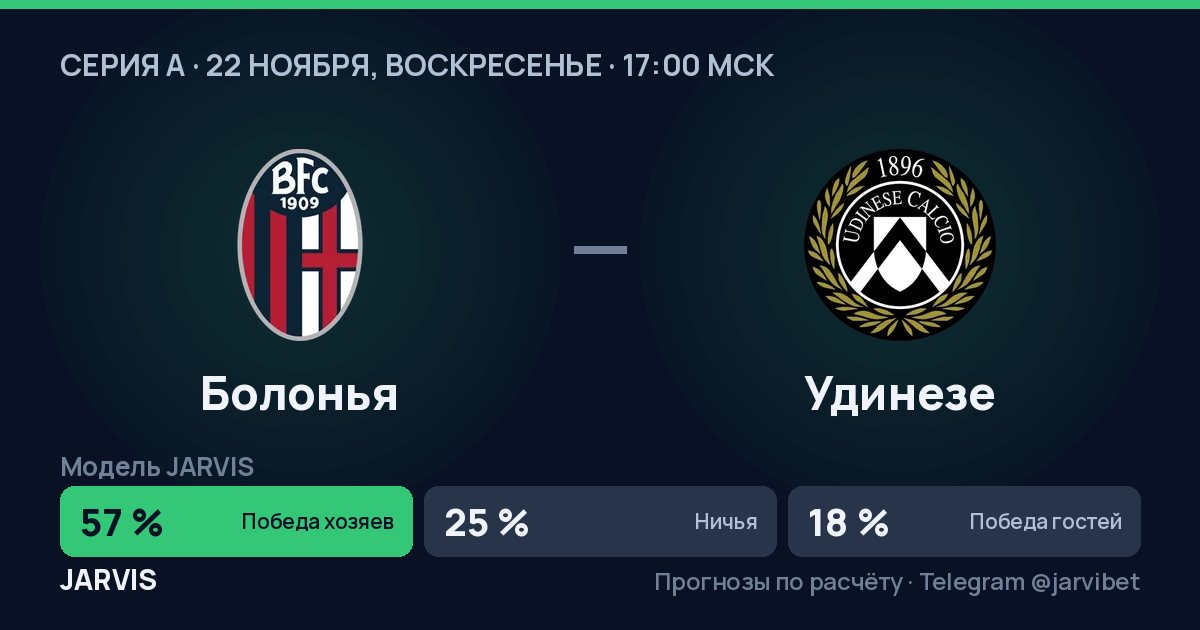 СЕРИЯ А · 22 НОЯБРЯ, ВОСКРЕСЕНЬЕ · 17:00 МСК
BFC
1909
1896
UDINESE CALCIO
Болонья
Удинезе
Модель JARVIS
57 % Победа хозяев
25 % Ничья
18 % Победа гостей
JARVIS
Прогнозы по расчёту · Telegram @jarvibet